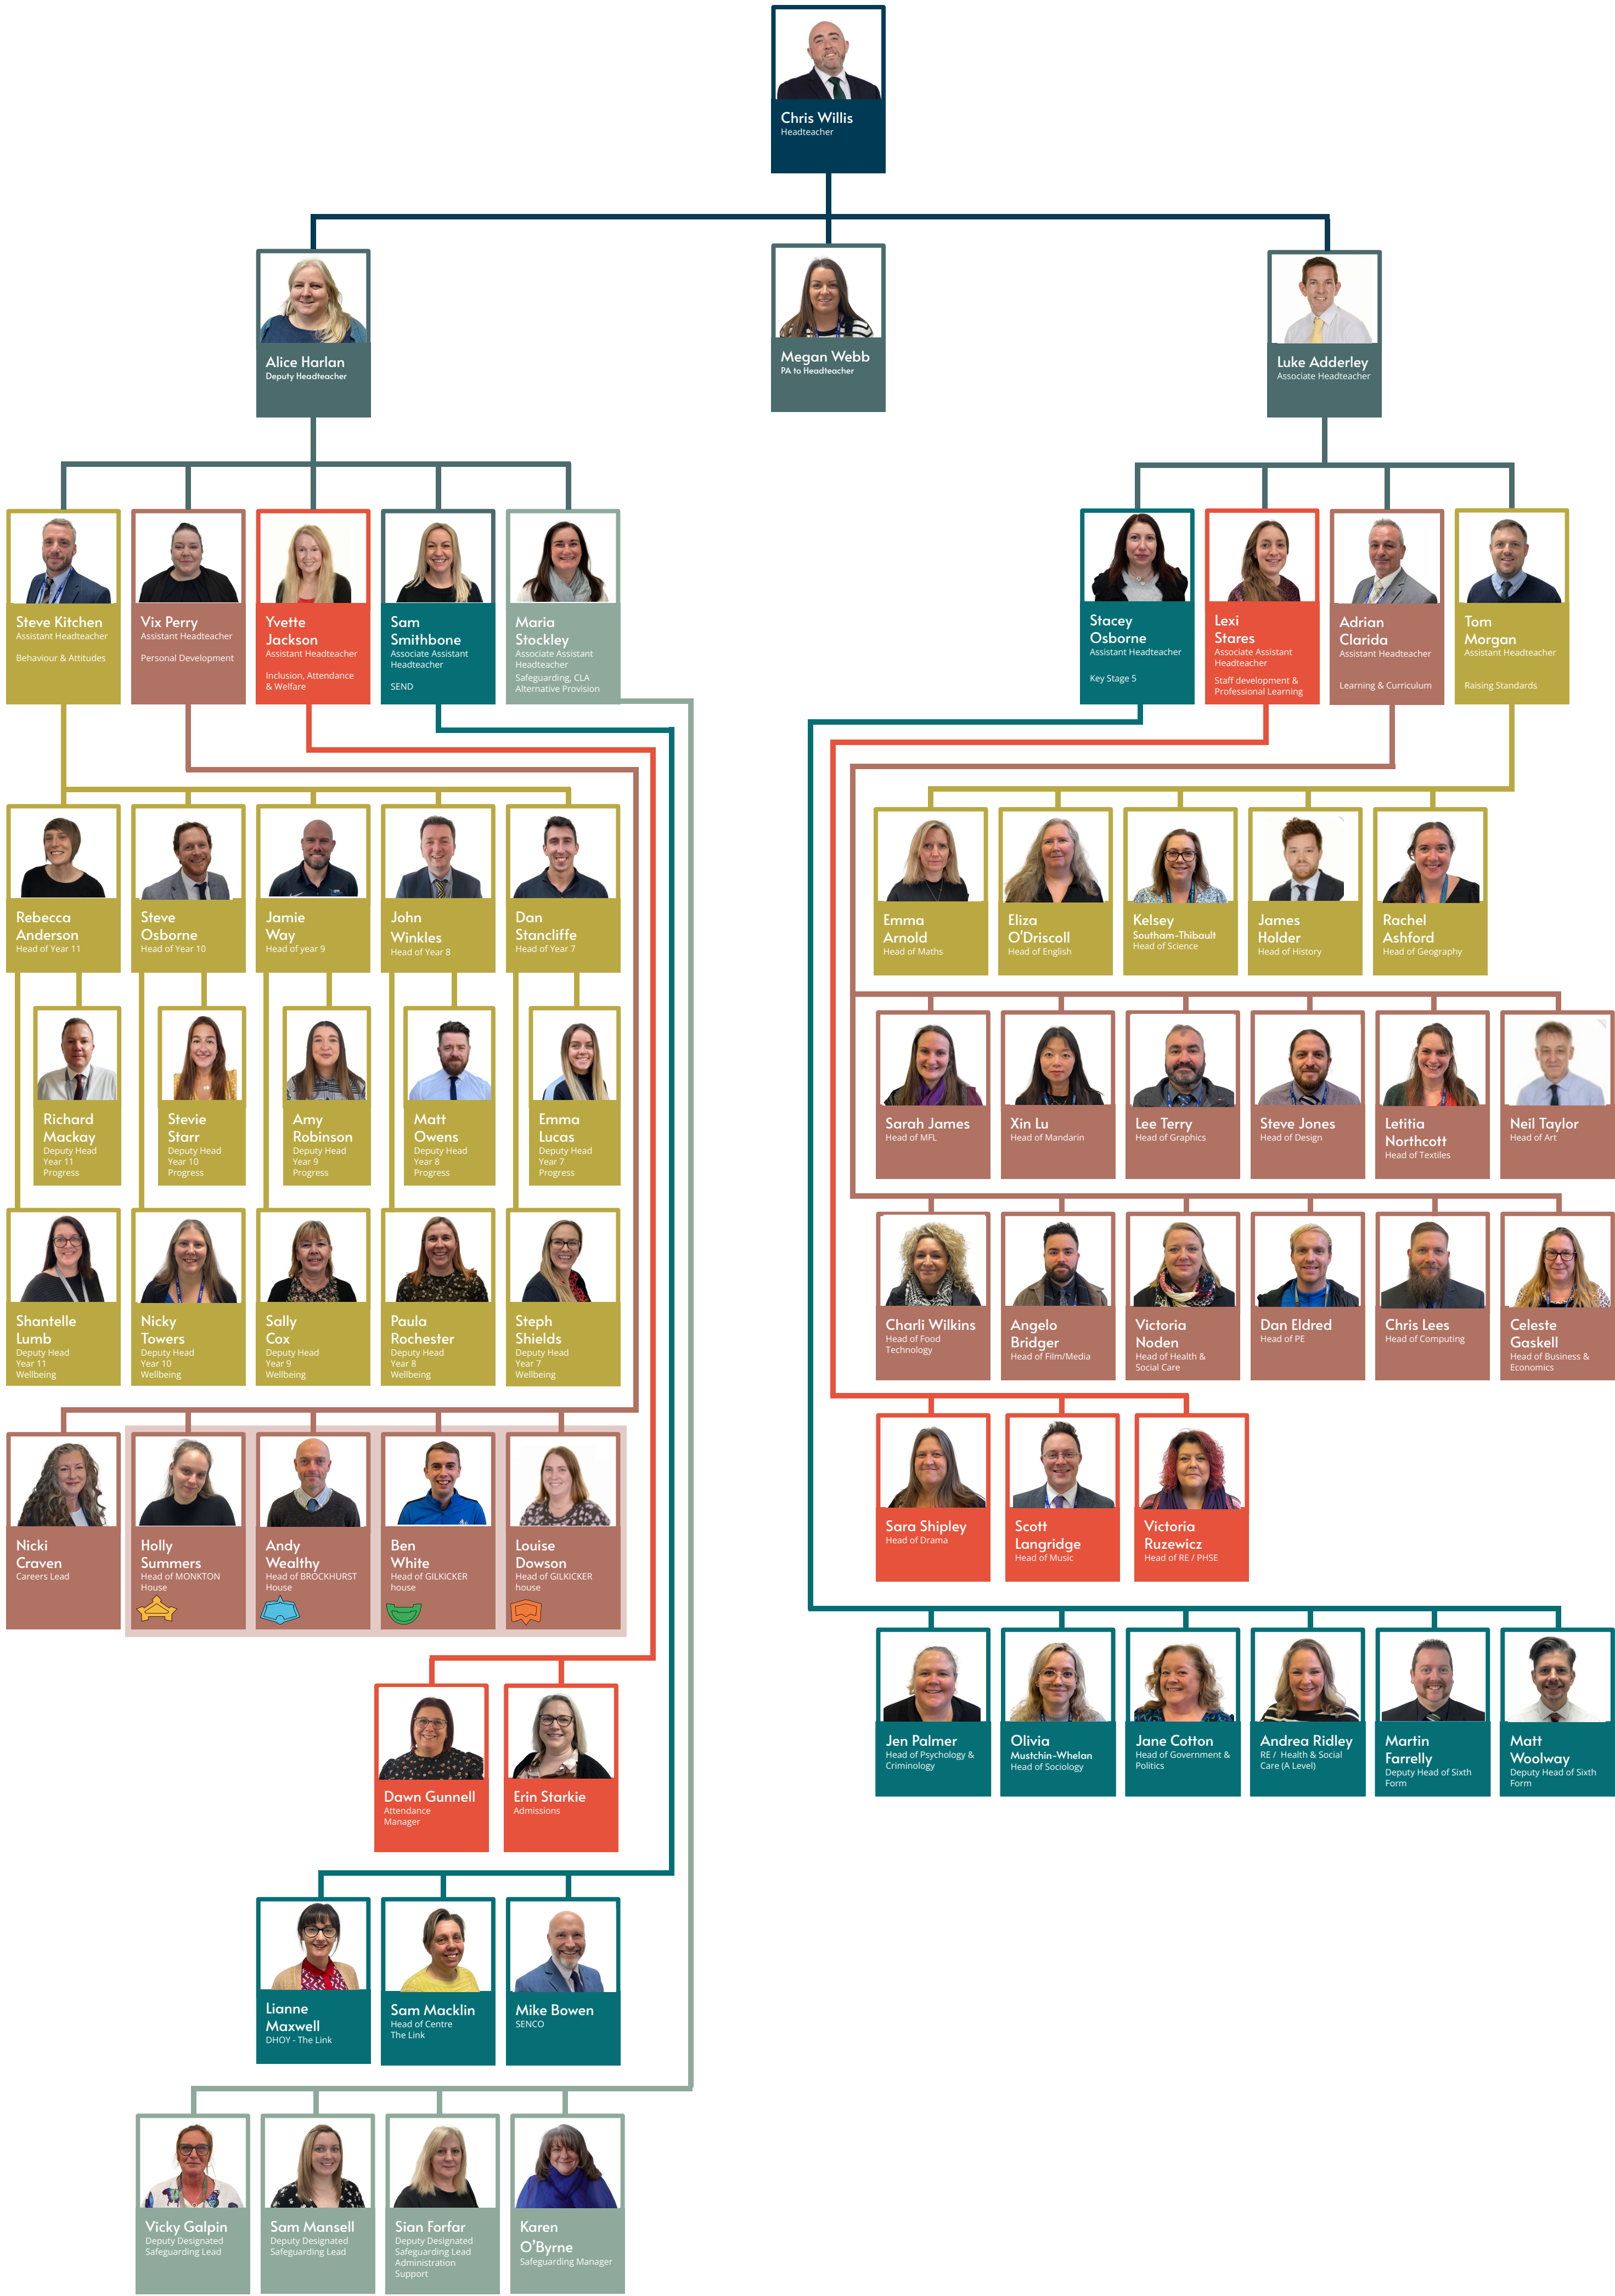 Chris Willis
Headteacher
Alice Harlan
Deputy Headteacher
Megan Webb
PA to Headteacher
Luke Adderley
Associate Headteacher
Steve Kitchen
Assistant Headteacher
Behaviour & Attitudes
Vix Perry
Assistant Headteacher
Personal Development
Yvette
Jackson
Assistant Headteacher
Inclusion, Attendance
& Welfare
Sam
Smithbone
Associate Assistant
Headteacher
SEND
Maria
Stockley
Associate Assistant
Headteacher
Safeguarding, CLA
Alternative Provision
Stacey
Osborne
Assistant Headteacher
Key Stage 5
Lexi
Stares
Associate Assistant
Headteacher
Staff development &
Professional Learning
Adrian
Clarida
Assistant Headteacher
Learning & Curriculum
Tom
Morgan
Assistant Headteacher
Raising Standards
Rebecca
Anderson
Head of Year 11
Steve
Osborne
Head of Year 10
Jamie
Way
Head of year 9
John
Winkles
Head of Year 8
Dan
Stancliffe
Head of Year 7
Emma
Arnold
Head of Maths
Eliza
O'Driscoll
Head of English
Kelsey
Southam-Thibault
Head of Science
James
Holder
Head of History
Rachel
Ashford
Head of Geography
Richard
Mackay
Deputy Head
Year 11
Progress
Stevie
Starr
Deputy Head
Year 10
Progress
Amy
Robinson
Deputy Head
Year 9
Progress
Matt
Owens
Deputy Head
Year 8
Progress
Emma
Lucas
Deputy Head
Year 7
Progress
Sarah James
Head of MFL
Xin Lu
Head of Mandarin
Lee Terry
Head of Graphics
Steve Jones
Head of Design
Letitia
Northcott
Head of Textiles
Neil Taylor
Head of Art
Shantelle
Lumb
Deputy Head
Year 11
Wellbeing
Nicky
Towers
Deputy Head
Year 10
Wellbeing
Sally
Cox
Deputy Head
Year 9
Wellbeing
Paula
Rochester
Deputy Head
Year 8
Wellbeing
Steph
Shields
Deputy Head
Year 7
Wellbeing
Charli Wilkins
Head of Food
Technology
Angelo
Bridger
Head of Film/Media
Victoria
Noden
Head of Health &
Social Care
Dan Eldred
Head of PE
Chris Lees
Head of Computing
Celeste
Gaskell
Head of Business &
Economics
Nicki
Craven
Careers Lead
Holly
Summers
Head of MONKTON
House
Andy
Wealthy
Head of BROCKHURST
House
Ben
White
Head of GILKICKER
house
Louise
Dowson
Head of GILKICKER
house
Sara Shipley
Head of Drama
Scott
Langridge
Head of Music
Victoria
Ruzewicz
Head of RE / PHSE
Dawn Gunnell
Attendance
Manager
Erin Starkie
Admissions
Jen Palmer
Head of Psychology &
Criminology
Olivia
Mustchin-Whelan
Head of Sociology
Jane Cotton
Head of Government &
Politics
Andrea Ridley
RE / Health & Social
Care (A Level)
Martin
Farrelly
Deputy Head of Sixth
Form
Matt
Woolway
Deputy Head of Sixth
Form
Lianne
Maxwell
DHOY - The Link
Sam Macklin
Head of Centre
The Link
Mike Bowen
SENCO
Vicky Galpin
Deputy Designated
Safeguarding Lead
Sam Mansell
Deputy Designated
Safeguarding Lead
Sian Forfar
Deputy Designated
Safeguarding Lead
Administration
Support
Karen
O'Byrne
Safeguarding Manager